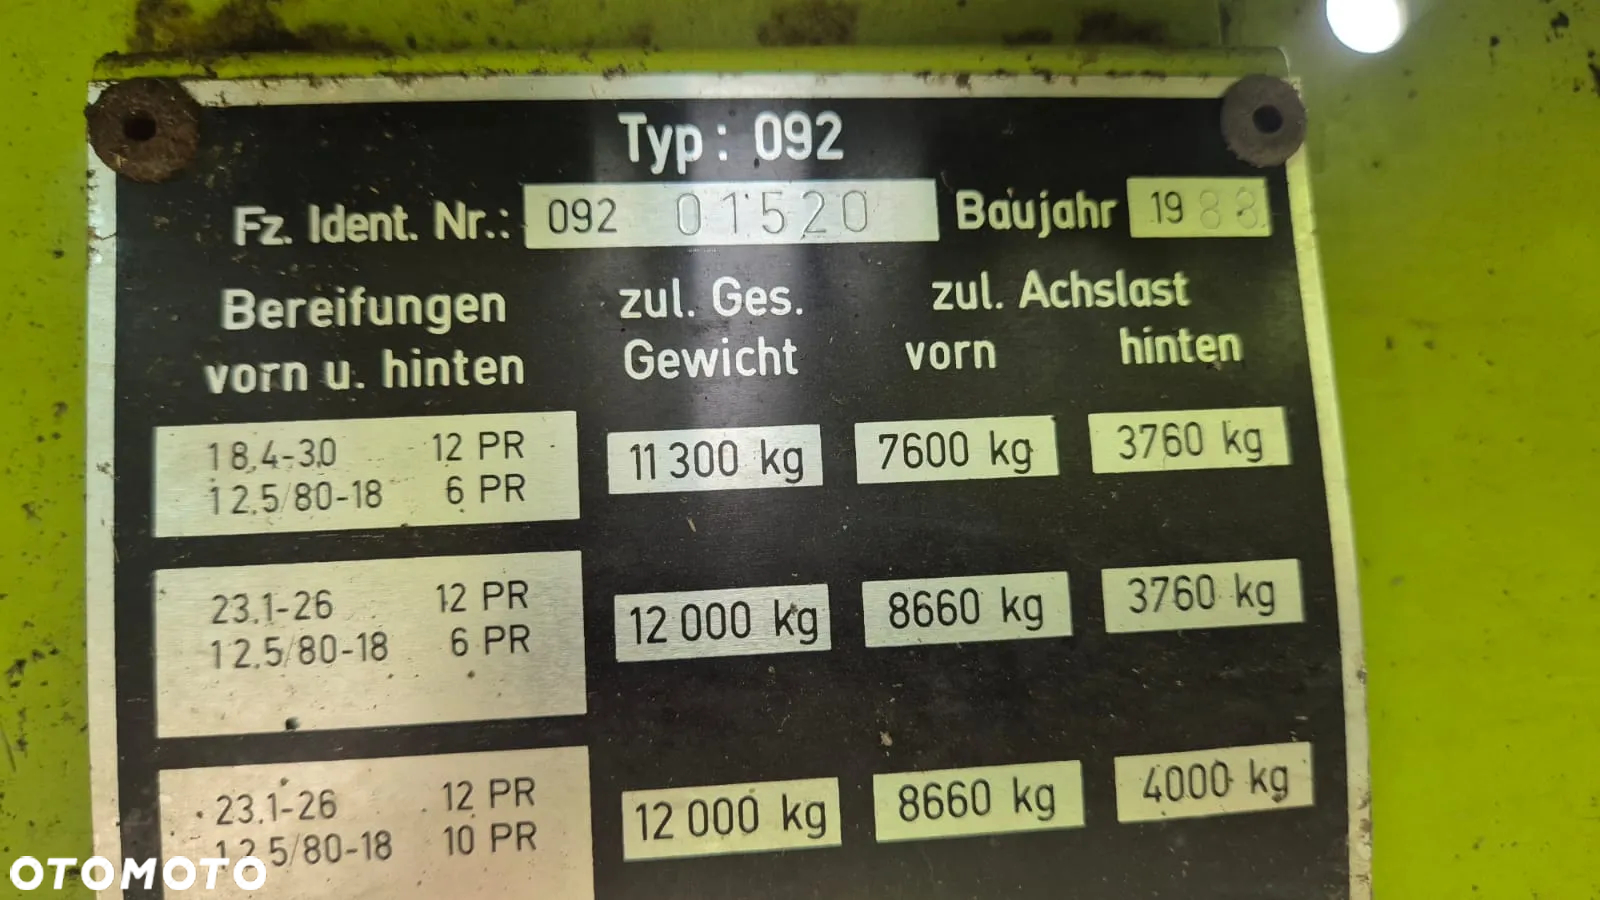 Typ: 092
Fz. Ident. Nr.: 092 01520 Baujahr 1988
Bereifungen zul. Ges. zul. Achslast
vorn u. hinten Gewicht vorn hinten
18.4-30 12 PR 11 300 kg 7600 kg 3760 kg
12.5/80-18 6 PR
23.1-26 12 PR 12 000 kg 8660 kg 3760 kg
12.5/80-18 6 PR
23.1-26 12 PR 12 000 kg 8660 kg 4000 kg
12.5/80-18 10 PR
OTOMOTO